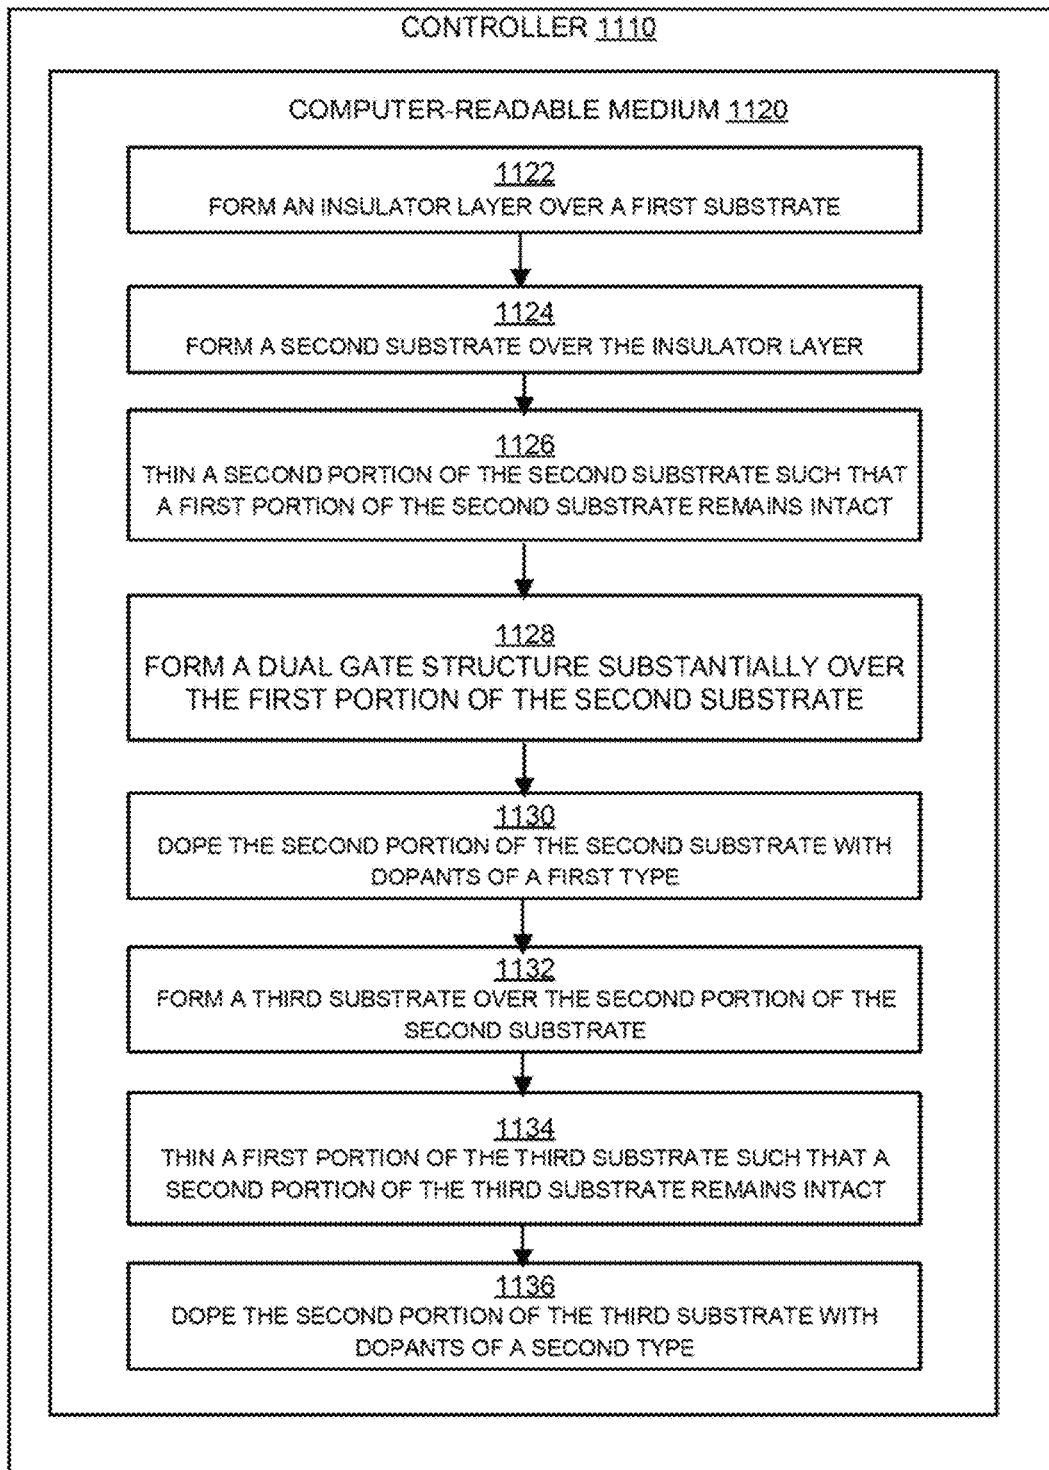 CONTROLLER 1110
COMPUTER-READABLE MEDIUM 1120
1122
FORM AN INSULATOR LAYER OVER A FIRST SUBSTRATE
1124
FORM A SECOND SUBSTRATE OVER THE INSULATOR LAYER
1126
THIN A SECOND PORTION OF THE SECOND SUBSTRATE SUCH THAT
A FIRST PORTION OF THE SECOND SUBSTRATE REMAINS INTACT
1128
FORM A DUAL GATE STRUCTURE SUBSTANTIALLY OVER
THE FIRST PORTION OF THE SECOND SUBSTRATE
1130
DOPE THE SECOND PORTION OF THE SECOND SUBSTRATE WITH
DOPANTS OF A FIRST TYPE
1132
FORM A THIRD SUBSTRATE OVER THE SECOND PORTION OF THE
SECOND SUBSTRATE
1134
THIN A FIRST PORTION OF THE THIRD SUBSTRATE SUCH THAT A
SECOND PORTION OF THE THIRD SUBSTRATE REMAINS INTACT
1136
DOPE THE SECOND PORTION OF THE THIRD SUBSTRATE WITH
DOPANTS OF A SECOND TYPE